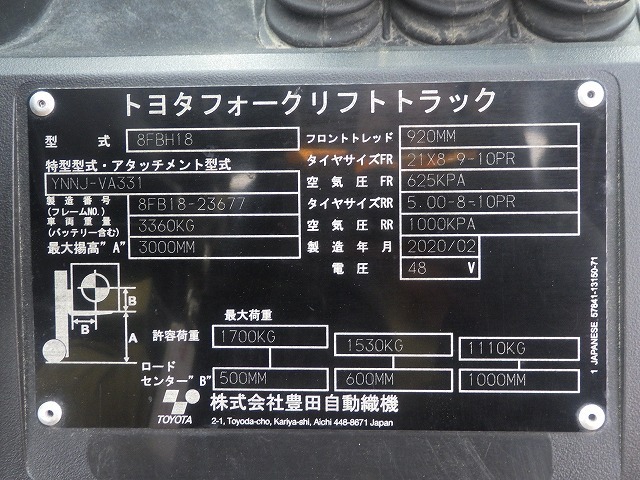 トヨタフォークリフトトラック
型 式 8FBH18
特型型式・アタッチメント型式
YNNJ-VA331
製造番号(フレームNO.) 8FB18-23677
車両重量(バッテリー含む) 3360KG
最大揚高"A" 3000MM
フロントトレッド 920MM
タイヤサイズFR 21X8-9-10PR
空気圧 FR 625KPA
タイヤサイズRR 5.00-8-10PR
空気圧 RR 1000KPA
製造年月 2020/02
電圧 48 V
B
B
A
最大荷重
許容荷重 1700KG 1530KG 1110KG
ロードセンター"B" 500MM 600MM 1000MM
TOYOTA
株式会社豊田自動織機
2-1, Toyoda-cho, Kariya-shi, Aichi 448-8671 Japan
1 JAPANESE 57841-13150-71